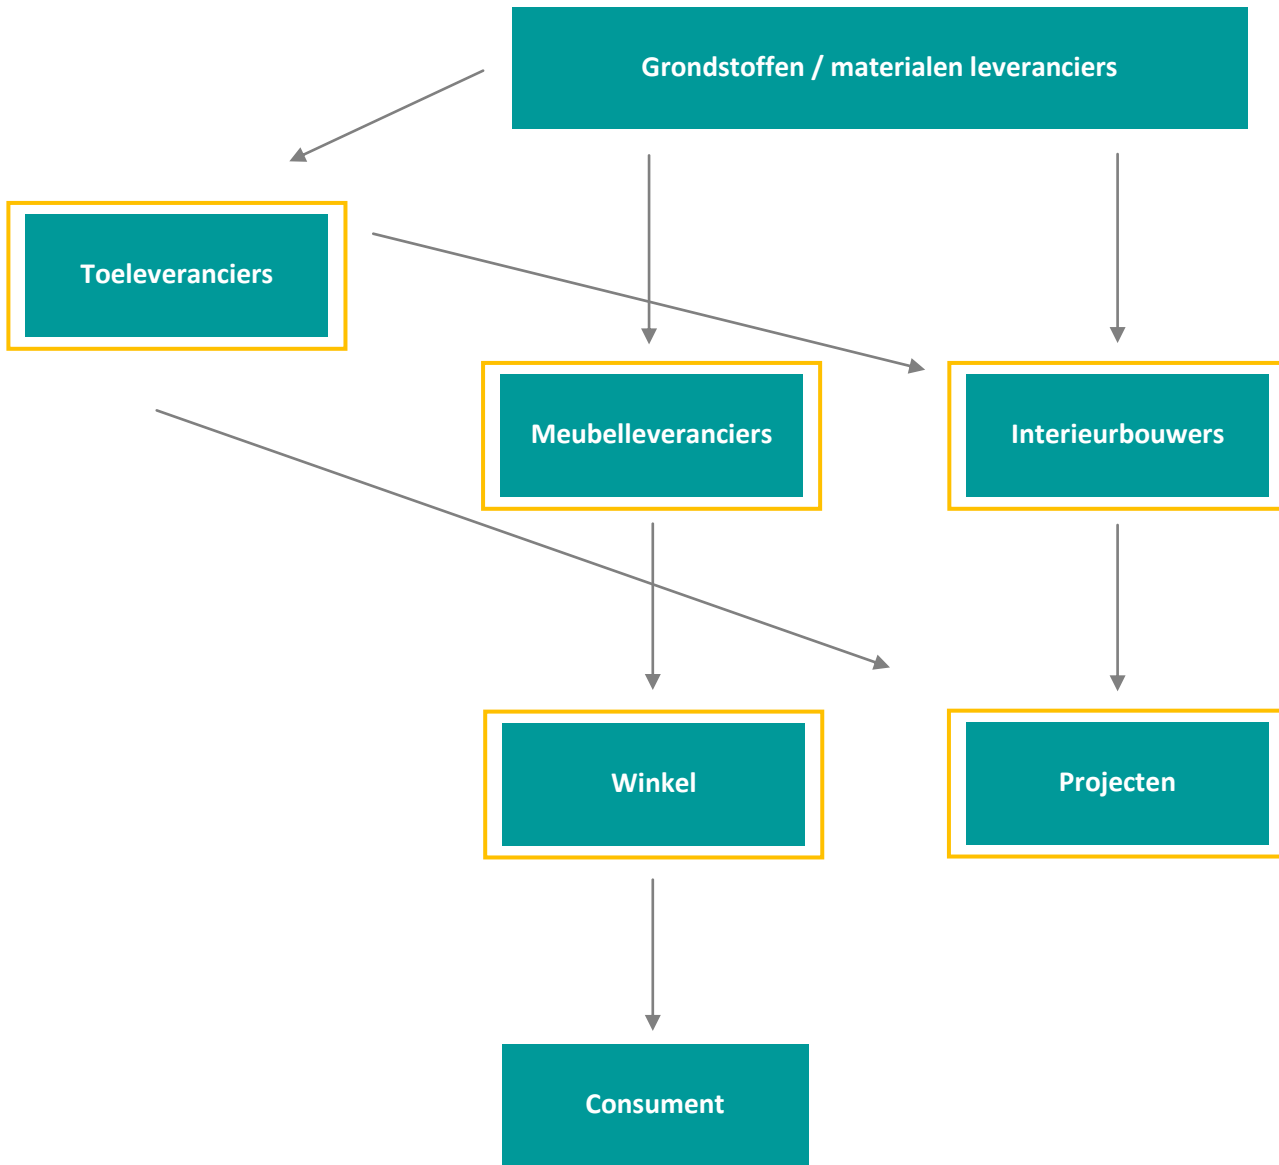 Grondstoffen / materialen leveranciers
Toeleveranciers
Meubelleveranciers
Interieurbouwers
Winkel
Projecten
Consument